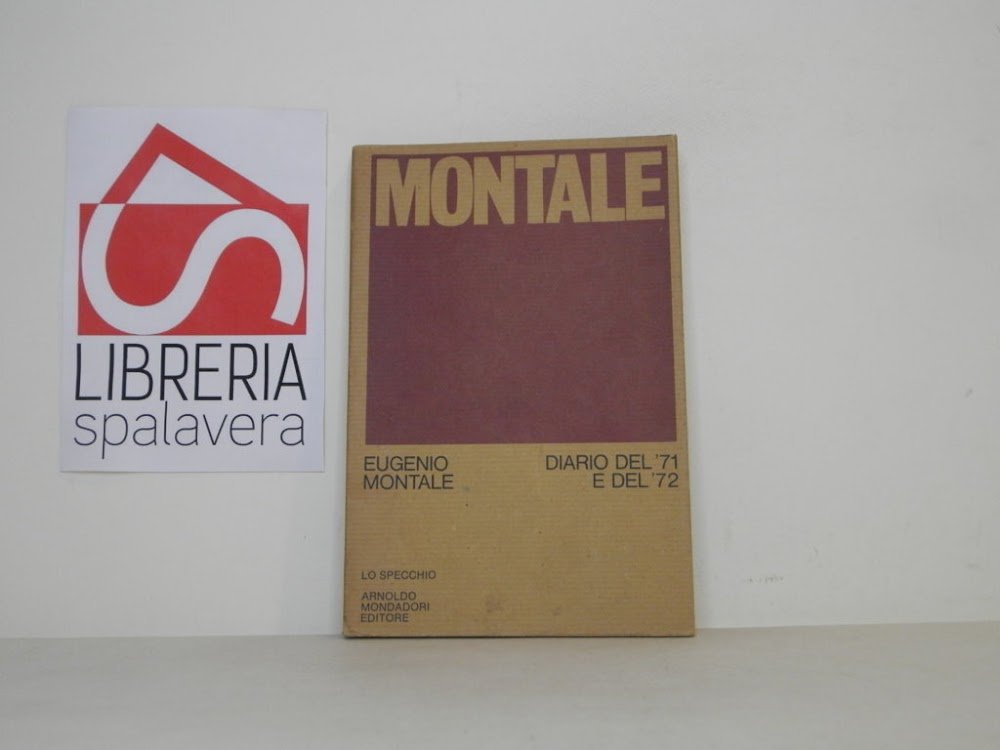 LIBRERIA
spalavera
MONTALE
EUGENIO
MONTALE
DIARIO DEL '71
E DEL '72
LO SPECCHIO
ARNOLDO
MONDADORI
EDITORE